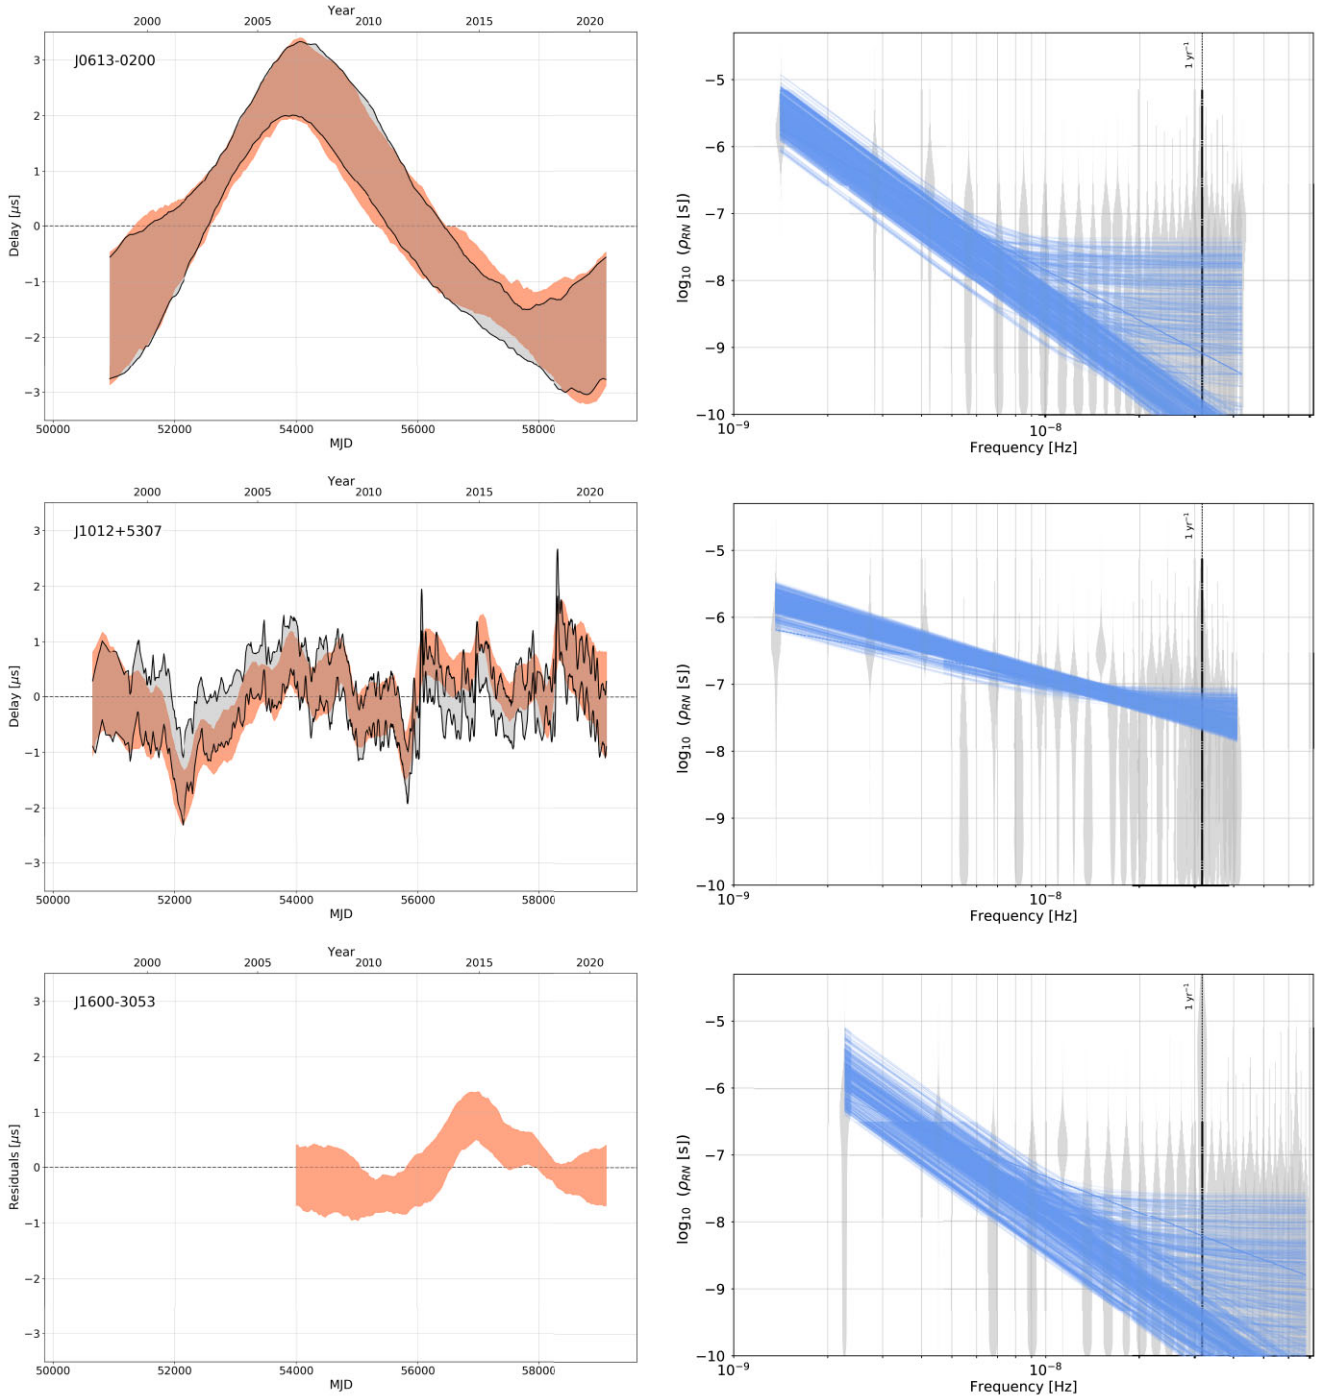 Year
2000 2005 2010 2015 2020
J0613-0200
3
2
1
0
−1
−2
−3
Delay [μs]
50000 52000 54000 56000 58000
MJD
1 yr⁻¹
−5
−6
−7
−8
−9
−10
log₁₀ (ρRN [s])
10⁻⁹ 10⁻⁸
Frequency [Hz]
Year
2000 2005 2010 2015 2020
J1012+5307
3
2
1
0
−1
−2
−3
Delay [μs]
50000 52000 54000 56000 58000
MJD
1 yr⁻¹
−5
−6
−7
−8
−9
−10
log₁₀ (ρRN [s])
10⁻⁹ 10⁻⁸
Frequency [Hz]
Year
2000 2005 2010 2015 2020
J1600-3053
3
2
1
0
−1
−2
−3
Residuals [μs]
50000 52000 54000 56000 58000
MJD
1 yr⁻¹
−5
−6
−7
−8
−9
−10
log₁₀ (ρRN [s])
10⁻⁹ 10⁻⁸
Frequency [Hz]